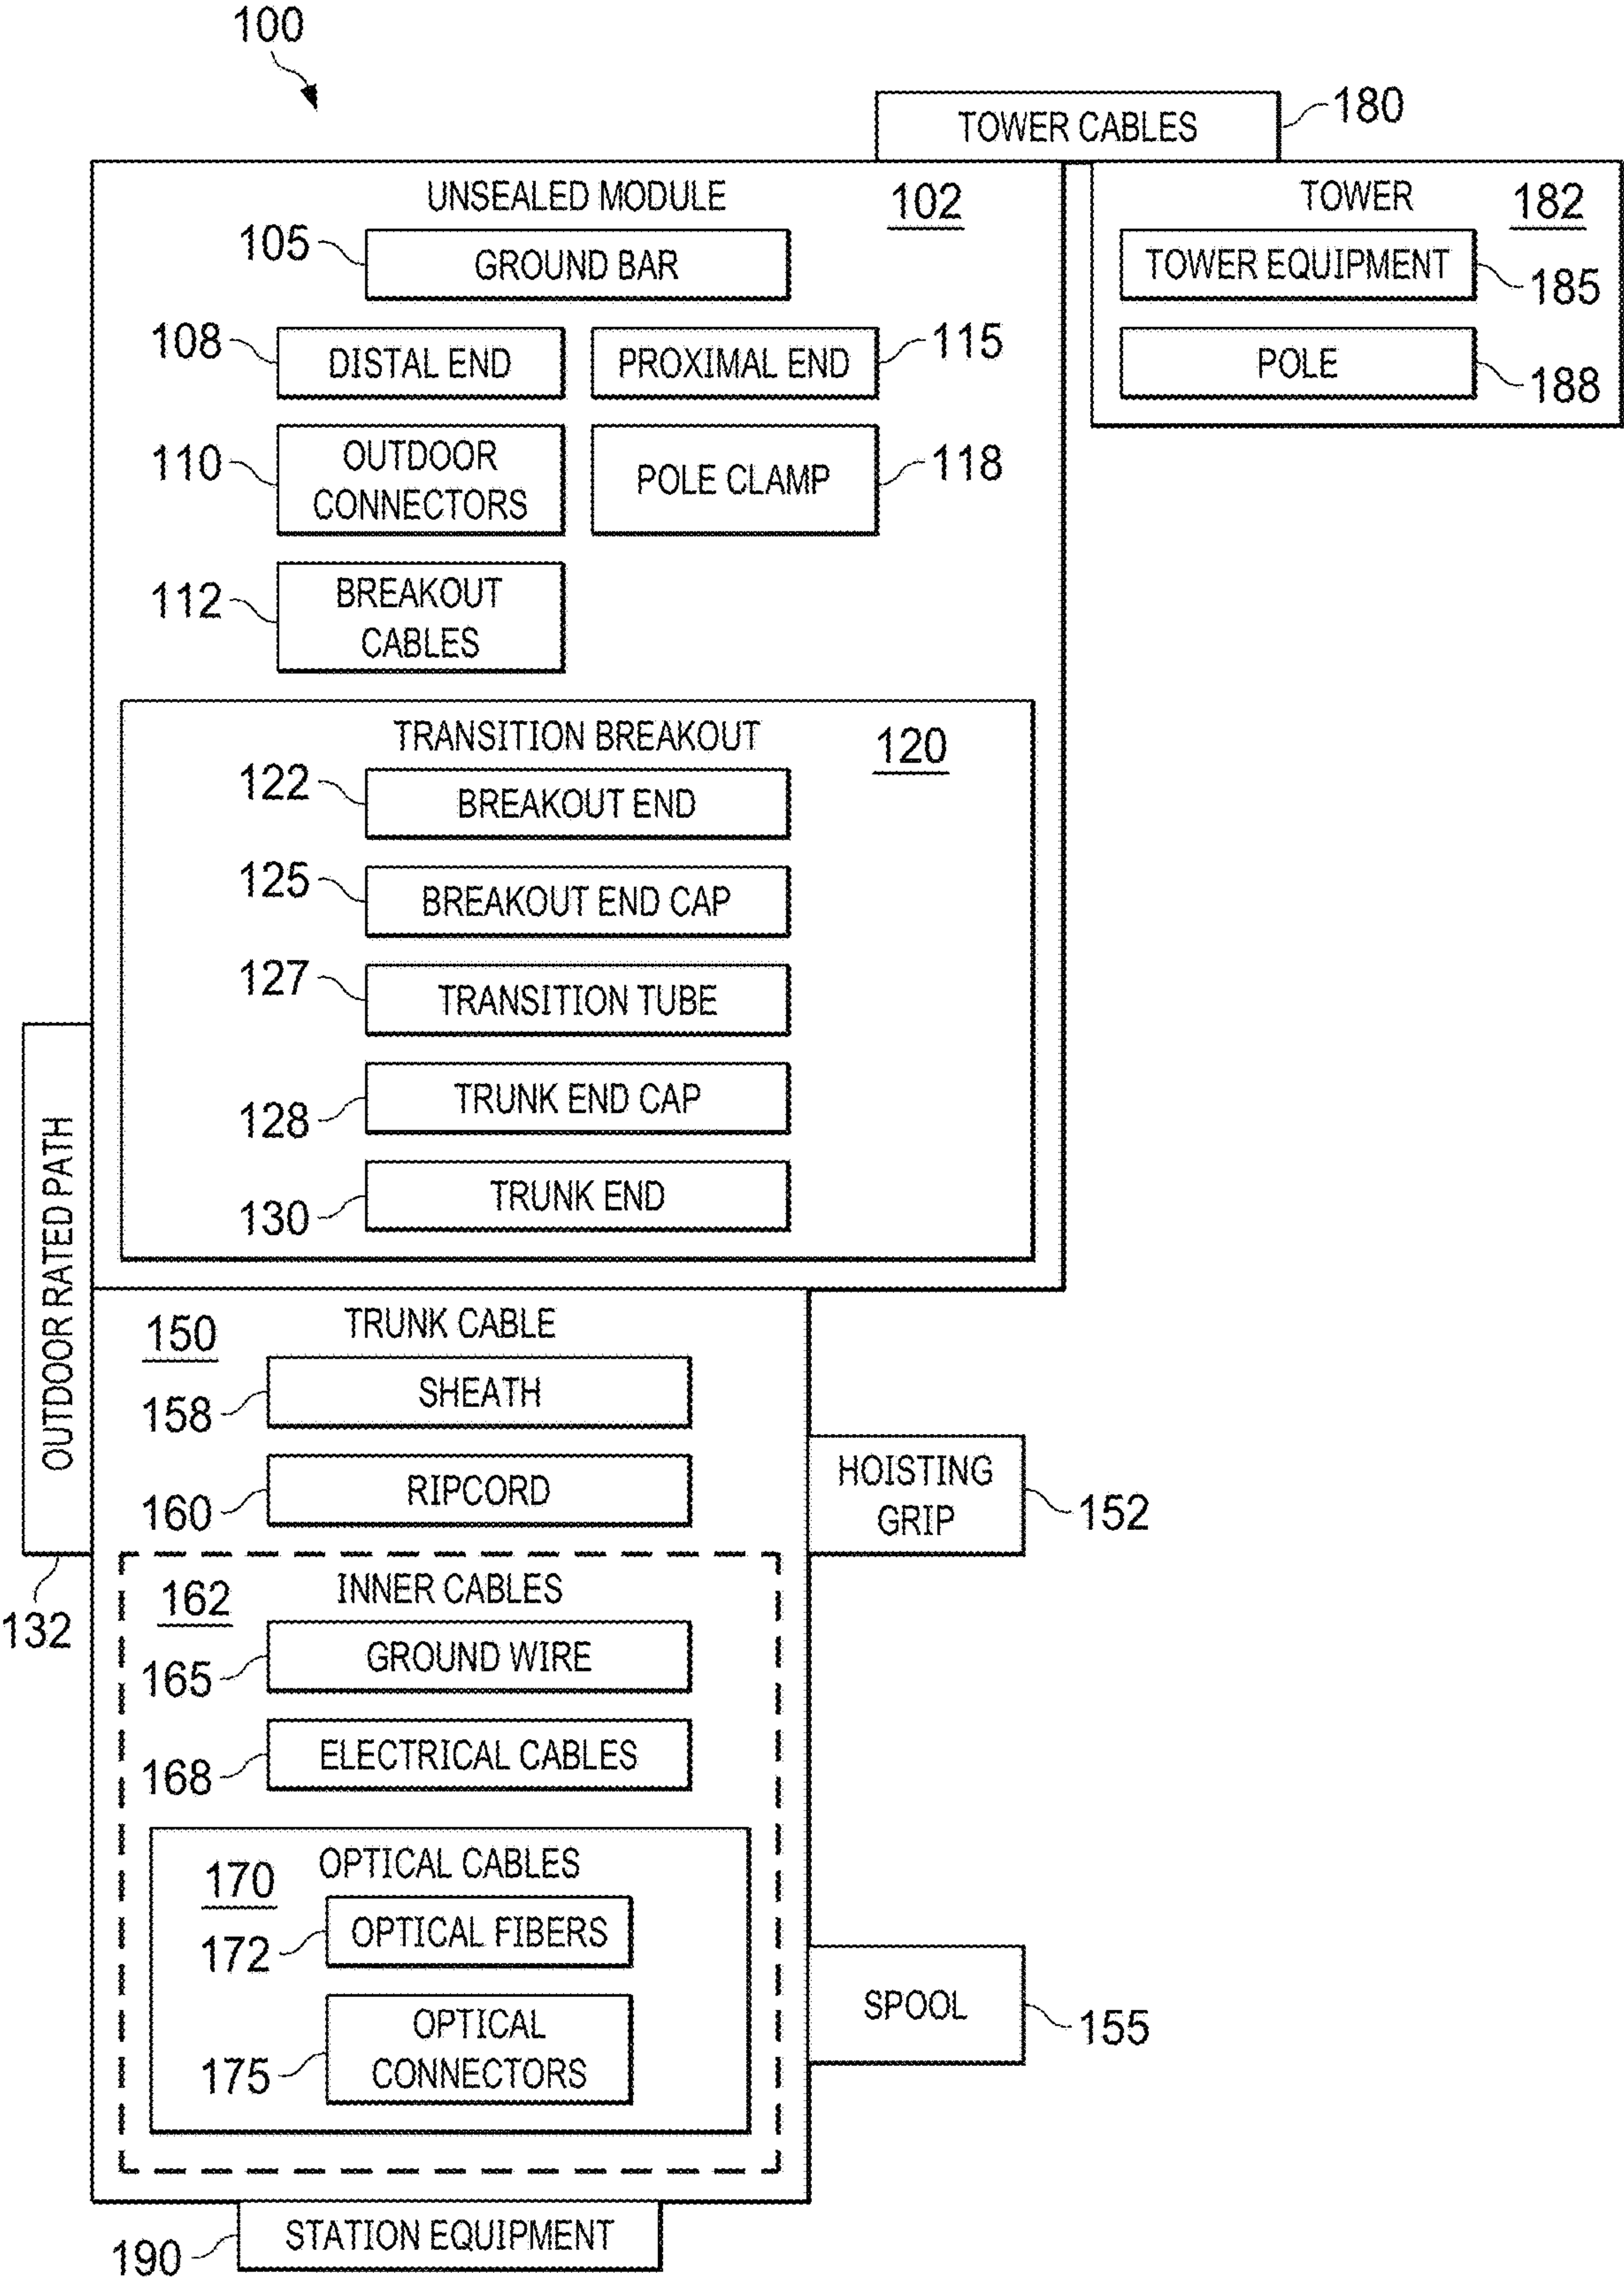 100
TOWER CABLES 180
UNSEALED MODULE 102
TOWER 182
105 GROUND BAR
TOWER EQUIPMENT 185
108 DISTAL END
PROXIMAL END 115
POLE 188
110 OUTDOOR
CONNECTORS
POLE CLAMP 118
112 BREAKOUT
CABLES
TRANSITION BREAKOUT 120
122 BREAKOUT END
125 BREAKOUT END CAP
127 TRANSITION TUBE
128 TRUNK END CAP
130 TRUNK END
OUTDOOR RATED PATH
132
150 TRUNK CABLE
158 SHEATH
160 RIPCORD
HOISTING
GRIP 152
162 INNER CABLES
165 GROUND WIRE
168 ELECTRICAL CABLES
170 OPTICAL CABLES
172 OPTICAL FIBERS
175 OPTICAL
CONNECTORS
SPOOL 155
190 STATION EQUIPMENT